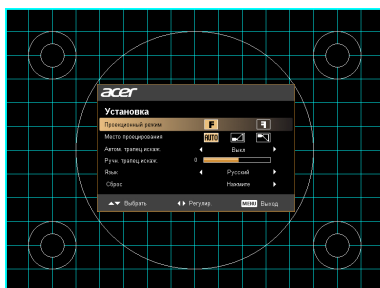 acer
Установка
Проекционный режим F F
Место проецирования AUTO
Автом. трапец.искаж. Выкл
Ручн. трапец.искаж. 0
Язык Русский
Сброс Нажмите
Выбрать Регулир. MENU Выход